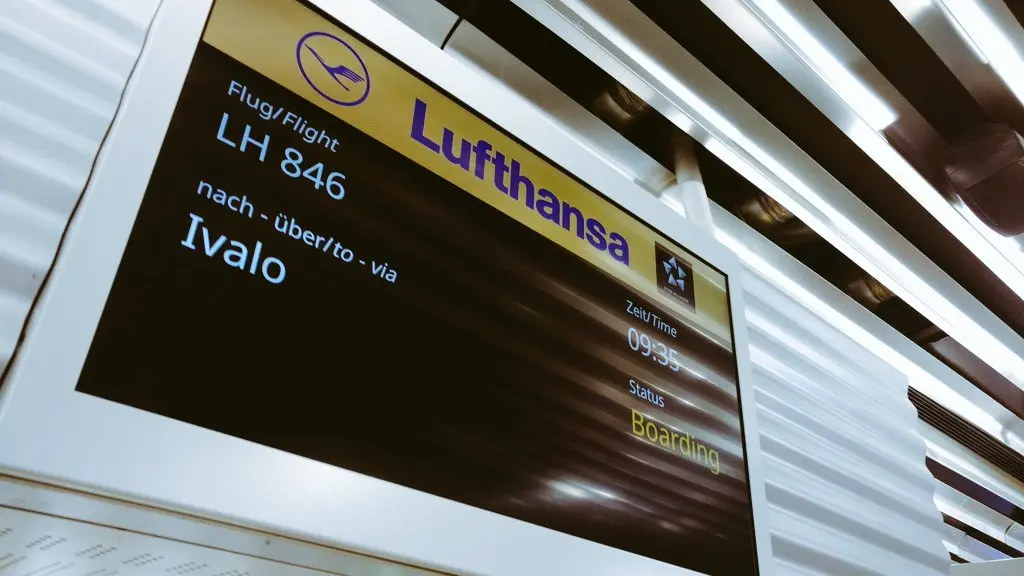 Lufthansa
Flug/Flight
LH 846
nach - über/to - via
Ivalo
Zeit/Time
09:35
Status
Boarding